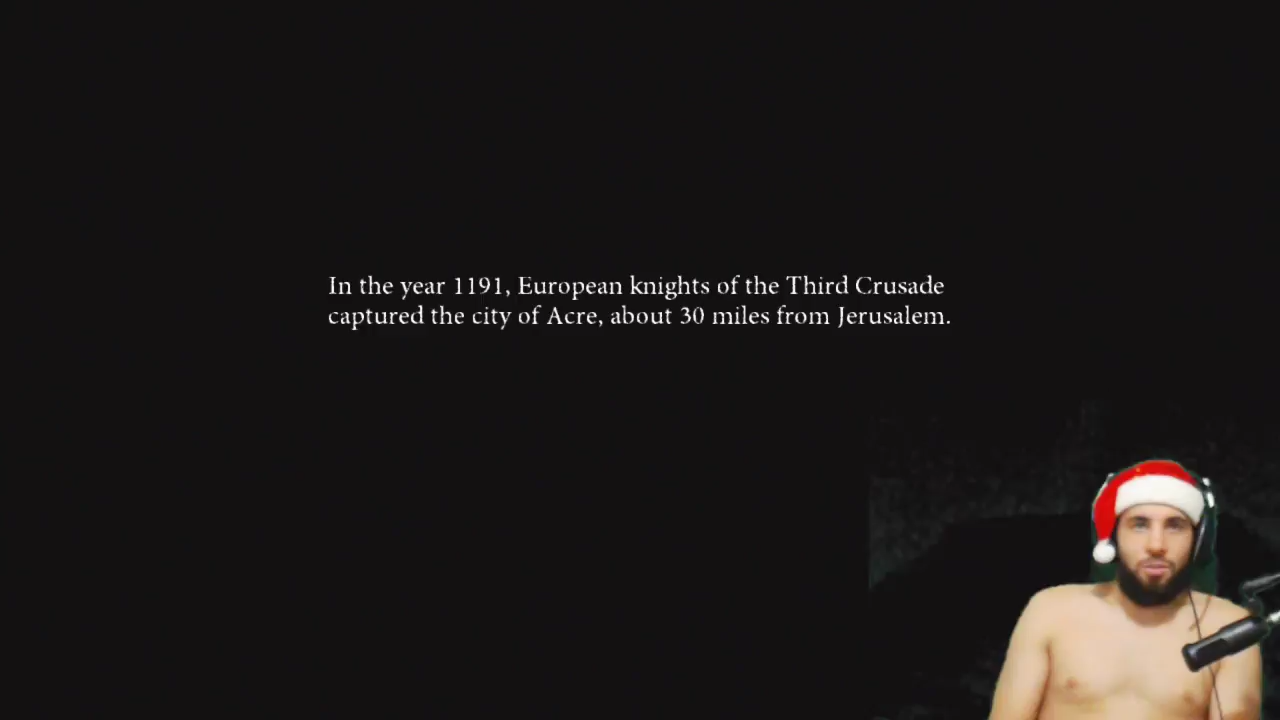 In the year 1191, European knights of the Third Crusade
captured the city of Acre, about 30 miles from Jerusalem.